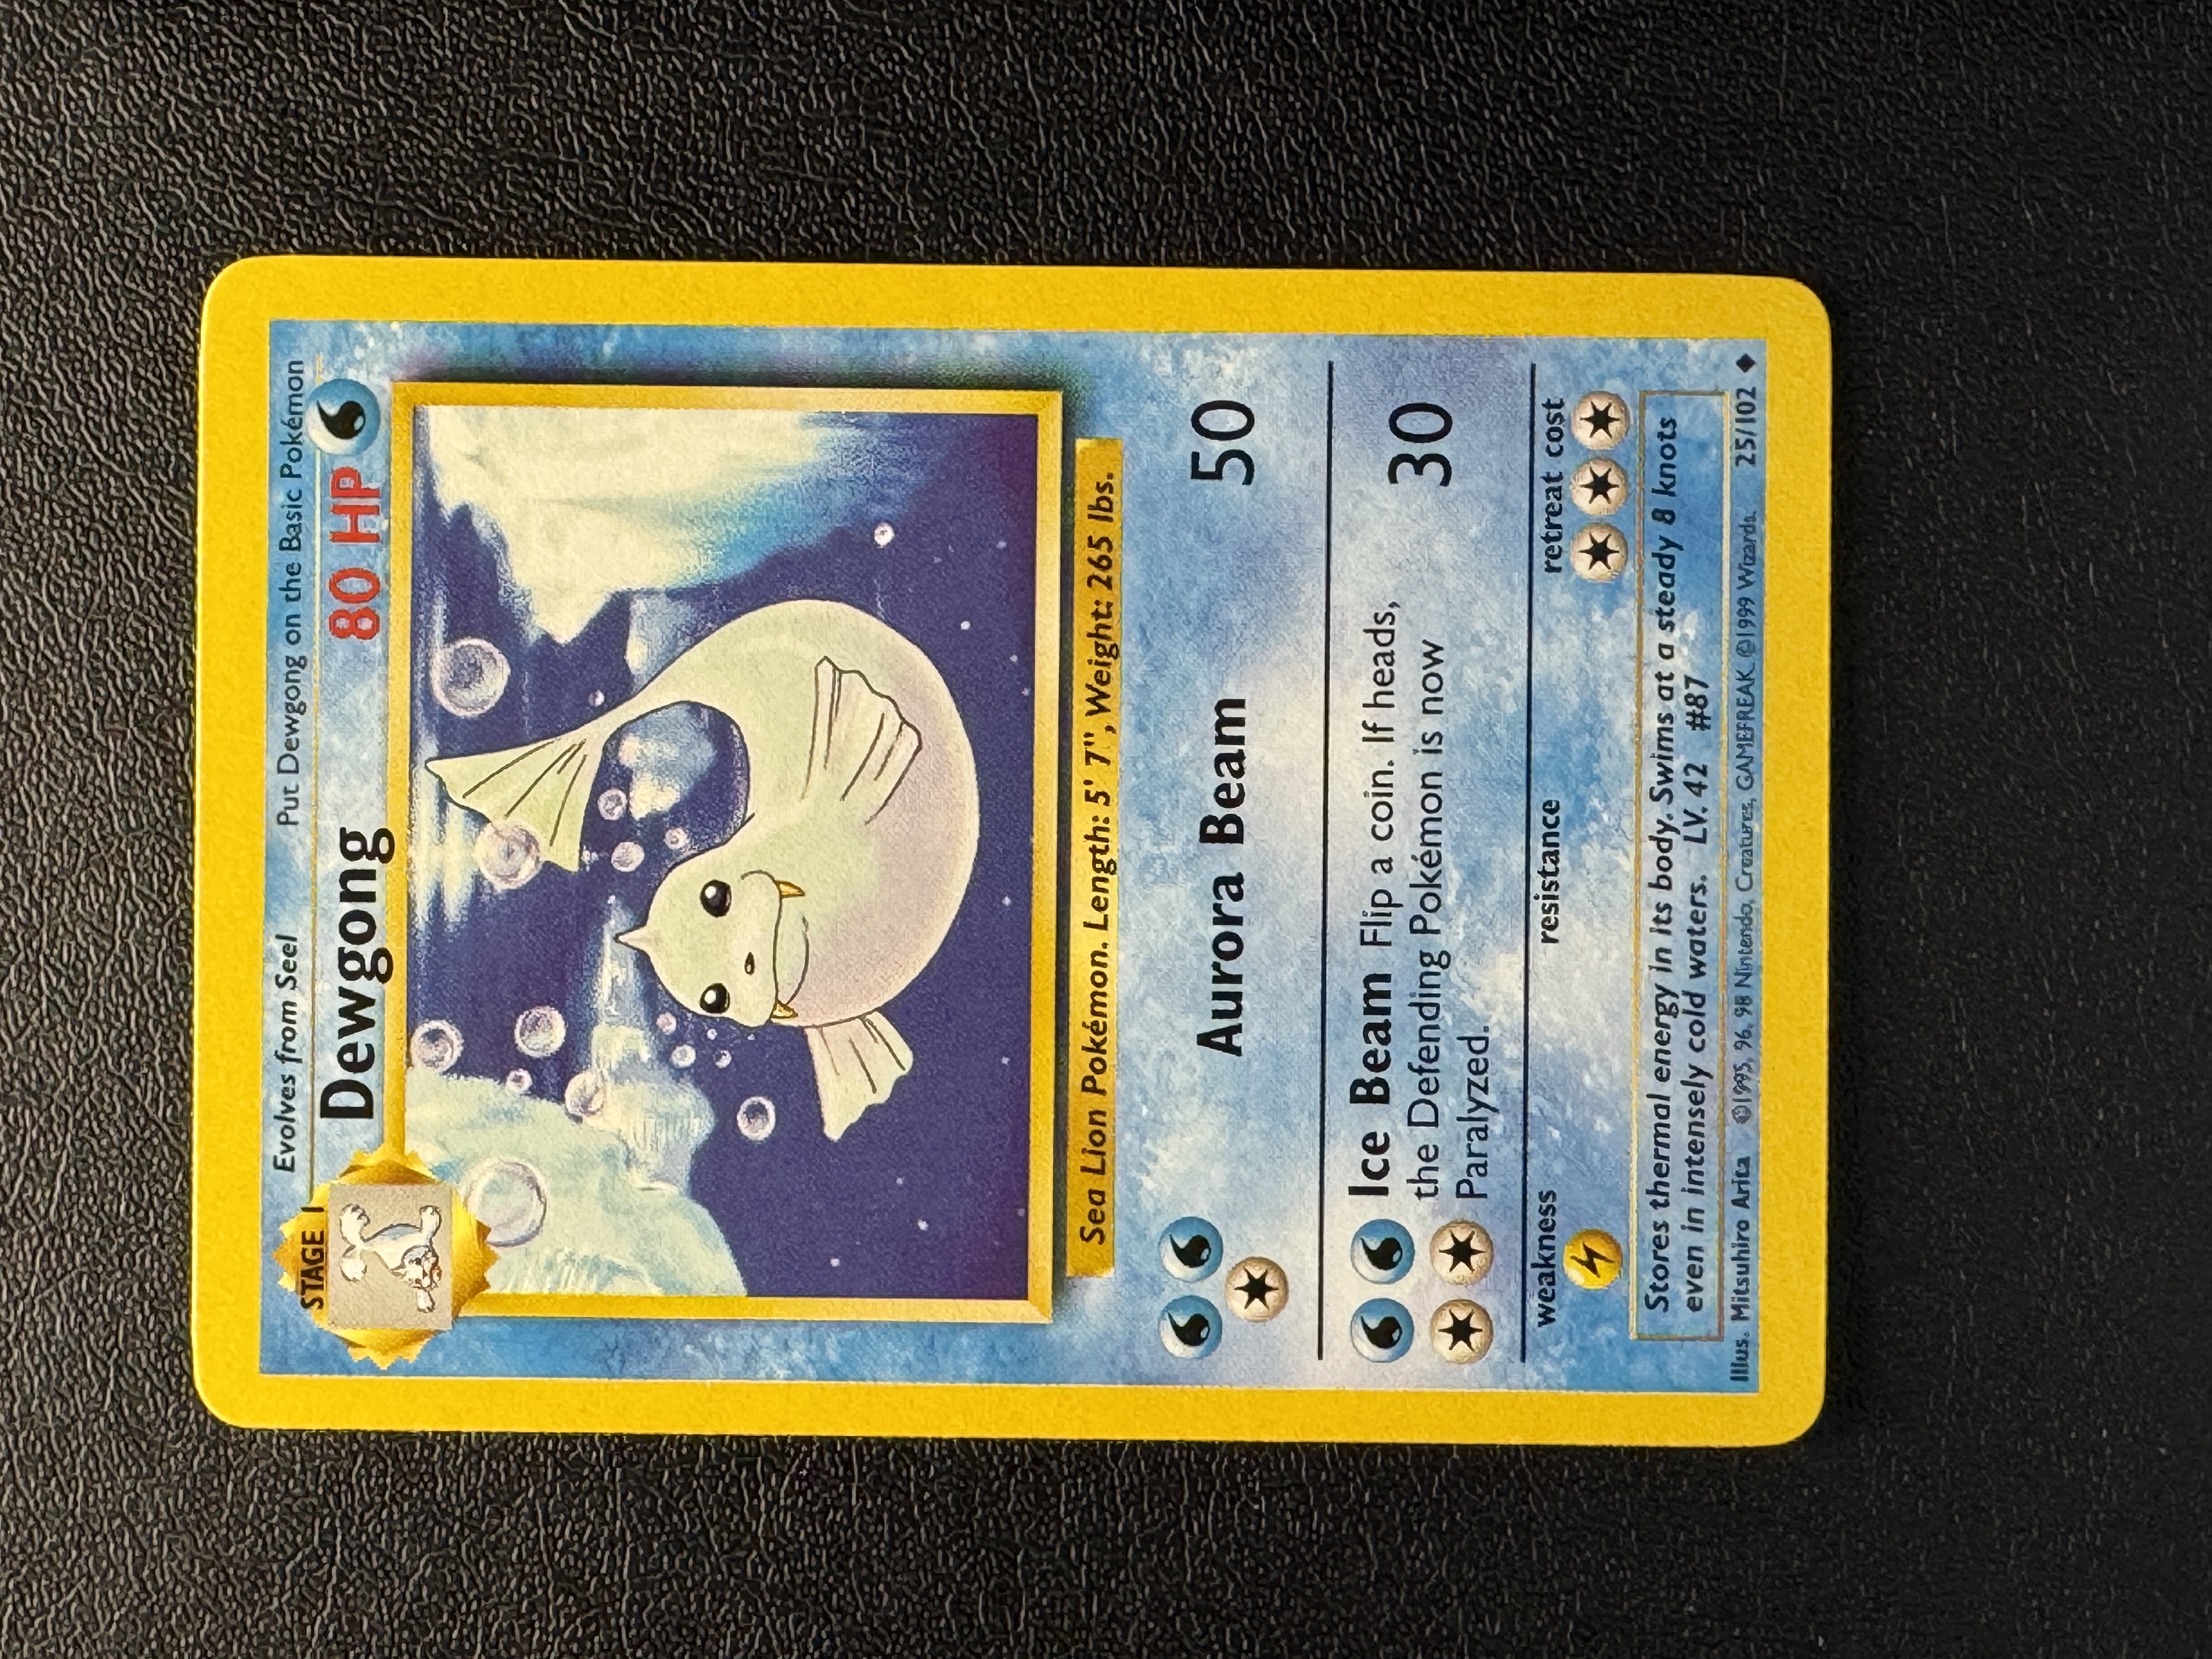 Evolves from Seel Put Dewgong on the Basic Pokémon
STAGE 1
Dewgong 80 HP
Sea Lion Pokémon. Length: 5' 7", Weight: 265 lbs.
Aurora Beam 50
Ice Beam Flip a coin. If heads,
the Defending Pokémon is now
Paralyzed.
30
weakness resistance retreat cost
Stores thermal energy in its body. Swims at a steady 8 knots
even in intensely cold waters. LV. 42 #87
Illus. Mitsuhiro Arita ©1995, 96, 98 Nintendo, Creatures, GAMEFREAK. ©1999 Wizards. 25/102